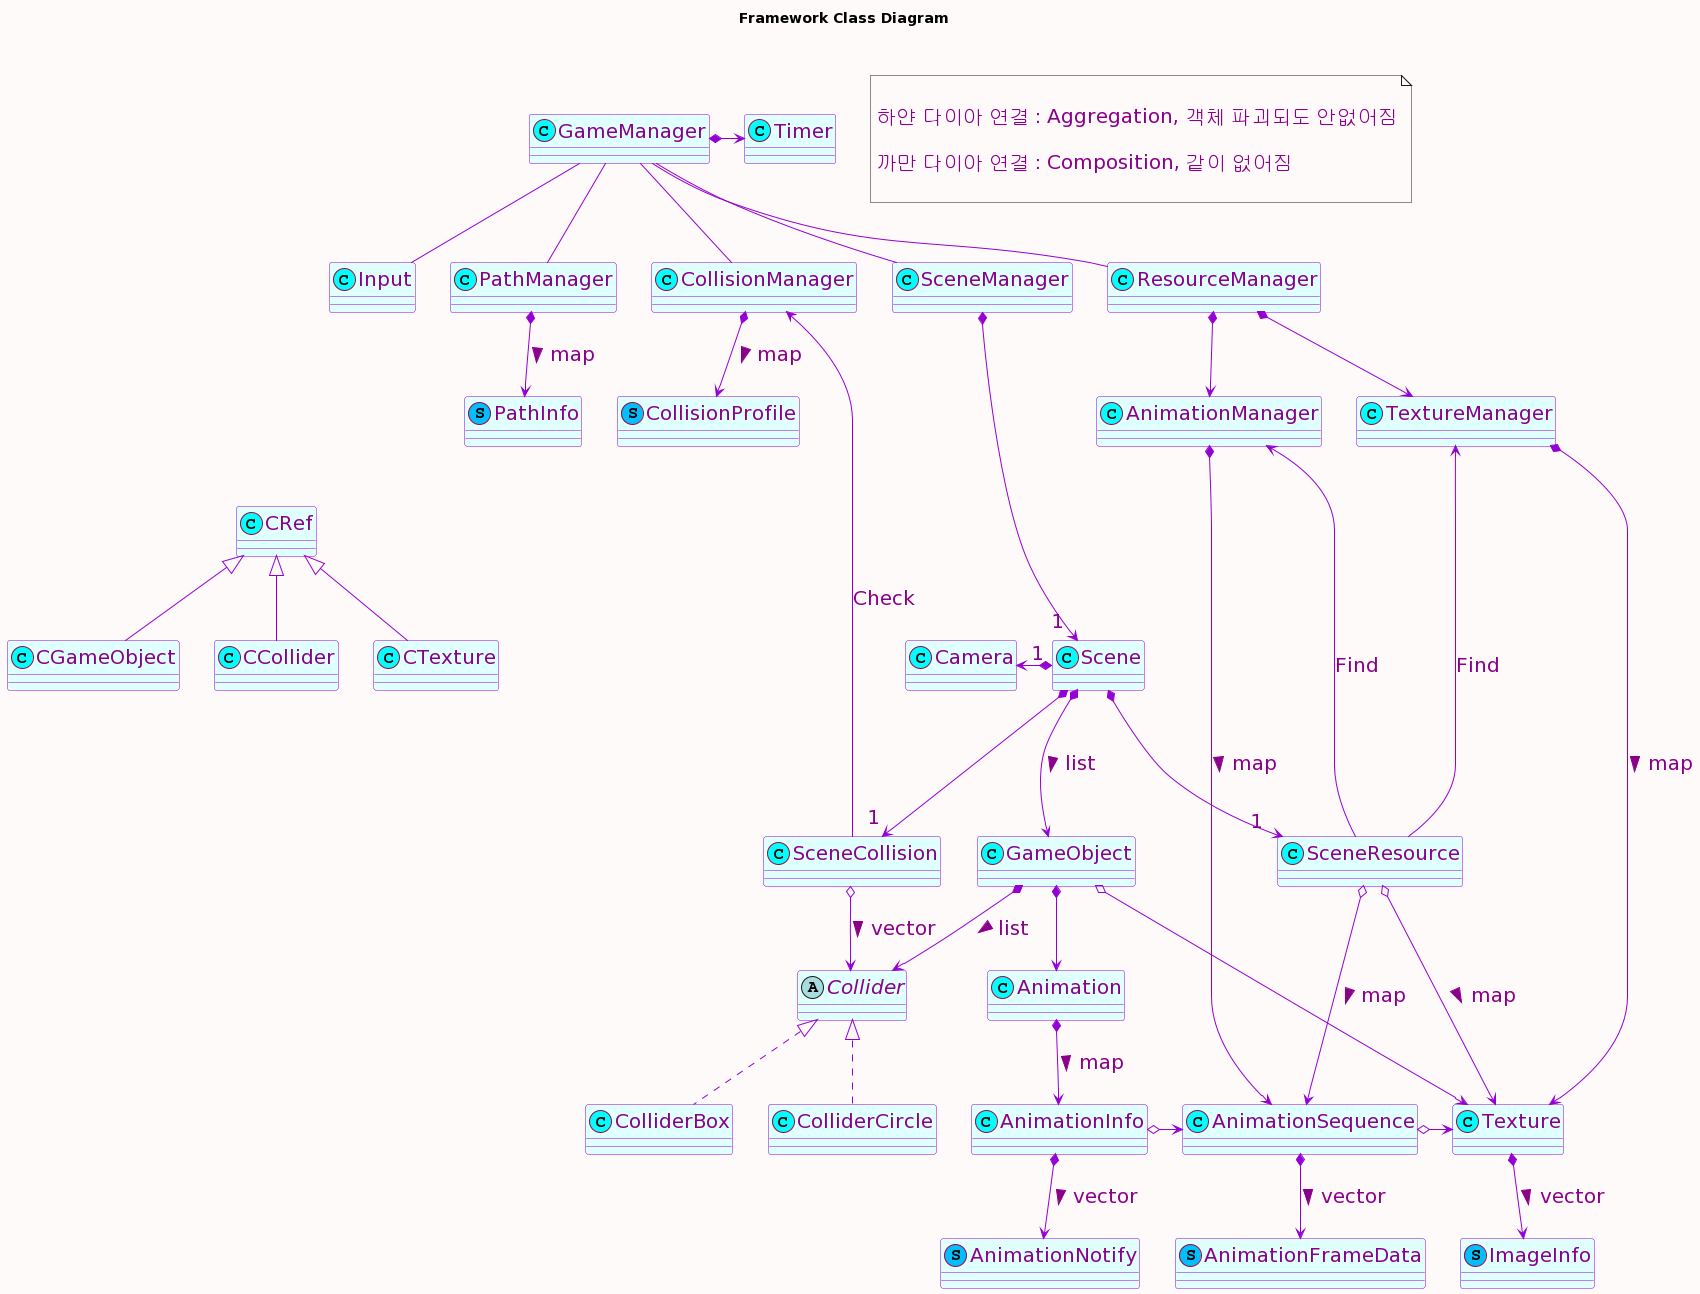 Framework Class Diagram
하얀 다이아 연결 : Aggregation, 객체 파괴되도 안없어짐
까만 다이아 연결 : Composition, 같이 없어짐
C GameManager
C Timer
C Input
C PathManager
C CollisionManager
C SceneManager
C ResourceManager
map
map
S PathInfo
S CollisionProfile
C AnimationManager
C TextureManager
C CRef
Check
1
C CGameObject
C CCollider
C CTexture
C Camera
1
C Scene
Find
Find
list
map
map
1
1
C SceneCollision
C GameObject
C SceneResource
vector
list
A Collider
C Animation
map
map
map
C ColliderBox
C ColliderCircle
C AnimationInfo
C AnimationSequence
C Texture
vector
vector
vector
S AnimationNotify
S AnimationFrameData
S ImageInfo